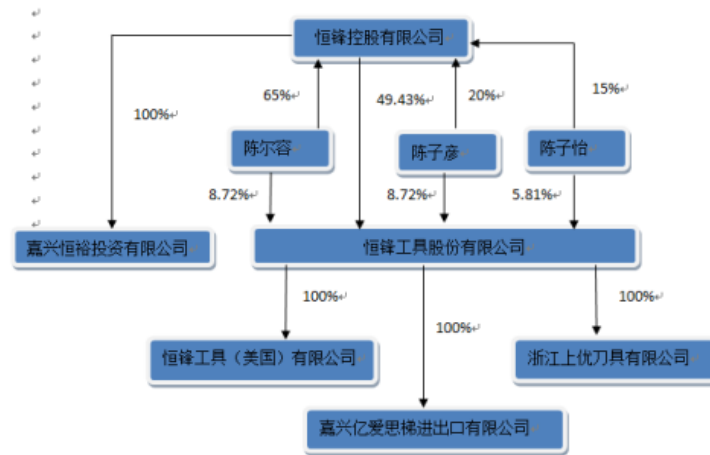 恒锋控股有限公司
65%
49.43%
20%
15%
100%
陈尔容
陈子彦
陈子怡
8.72%
8.72%
5.81%
嘉兴恒裕投资有限公司
恒锋工具股份有限公司
100%
100%
100%
恒锋工具（美国）有限公司
浙江上优刀具有限公司
嘉兴亿爱思梯进出口有限公司